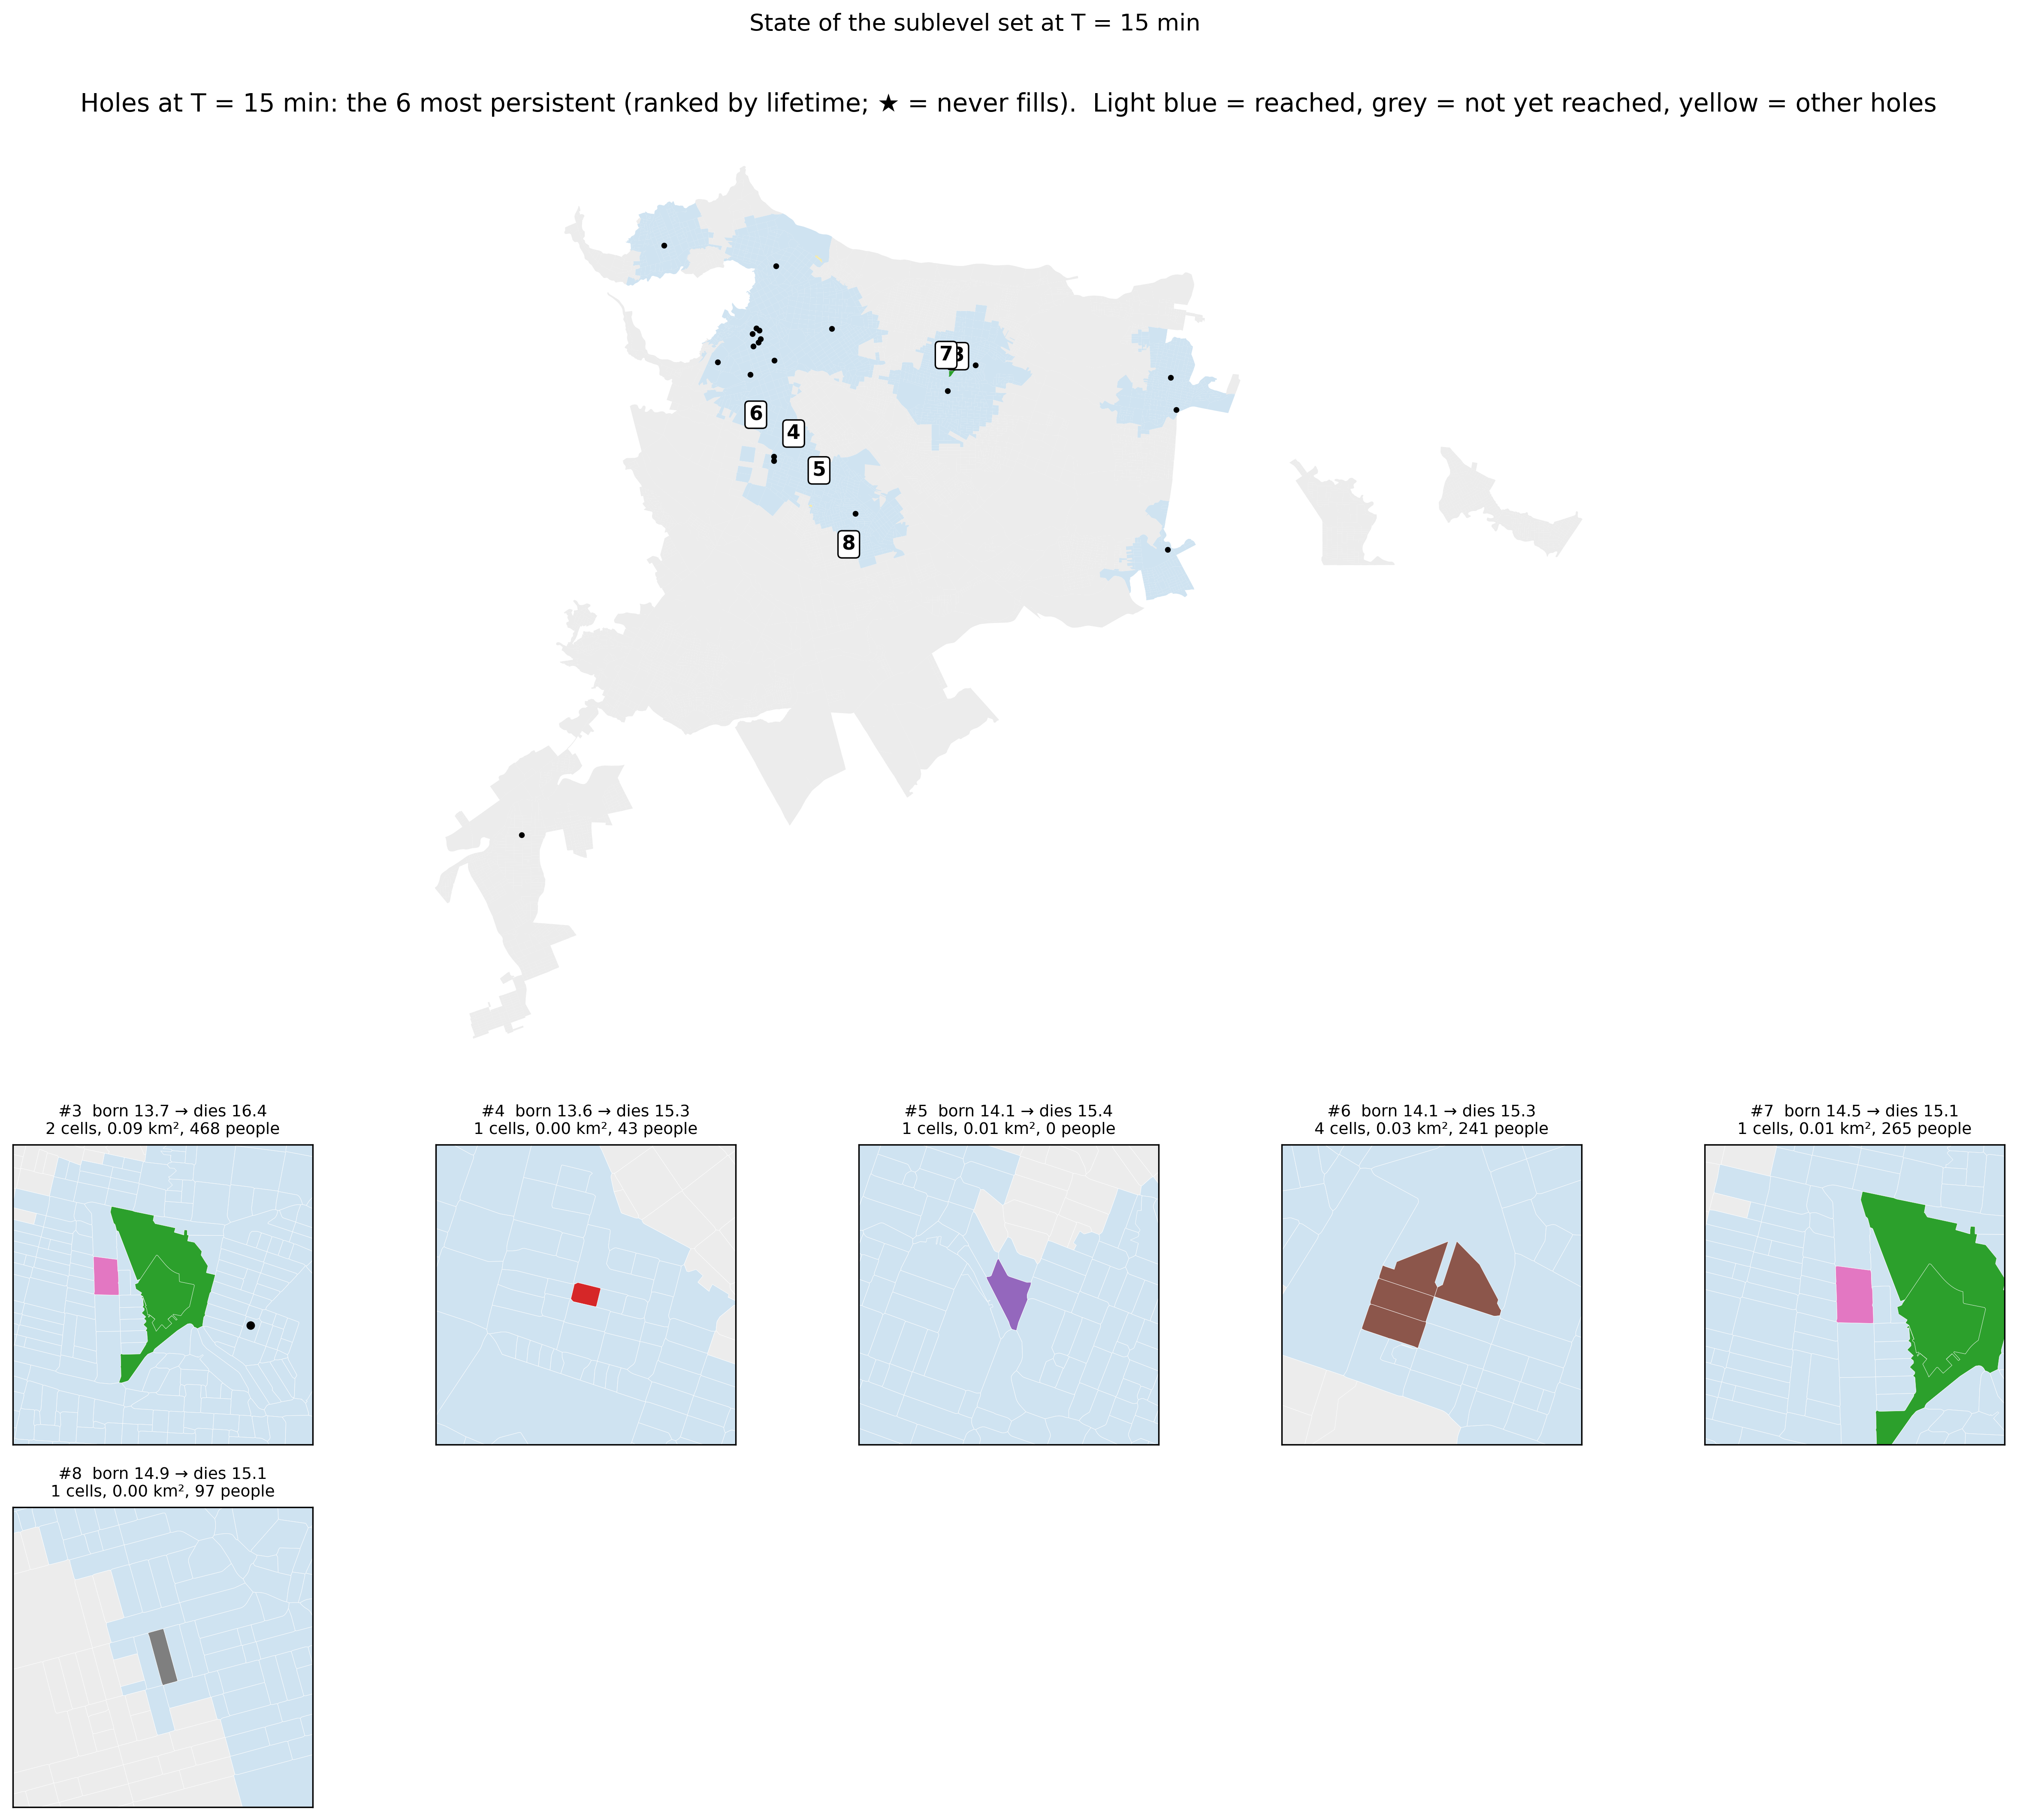 State of the sublevel set at T = 15 min
Holes at T = 15 min: the 6 most persistent (ranked by lifetime; ★ = never fills).  Light blue = reached, grey = not yet reached, yellow = other holes
7
3
6
4
5
8
#3  born 13.7 → dies 16.4
2 cells, 0.09 km², 468 people
#4  born 13.6 → dies 15.3
1 cells, 0.00 km², 43 people
#5  born 14.1 → dies 15.4
1 cells, 0.01 km², 0 people
#6  born 14.1 → dies 15.3
4 cells, 0.03 km², 241 people
#7  born 14.5 → dies 15.1
1 cells, 0.01 km², 265 people
#8  born 14.9 → dies 15.1
1 cells, 0.00 km², 97 people